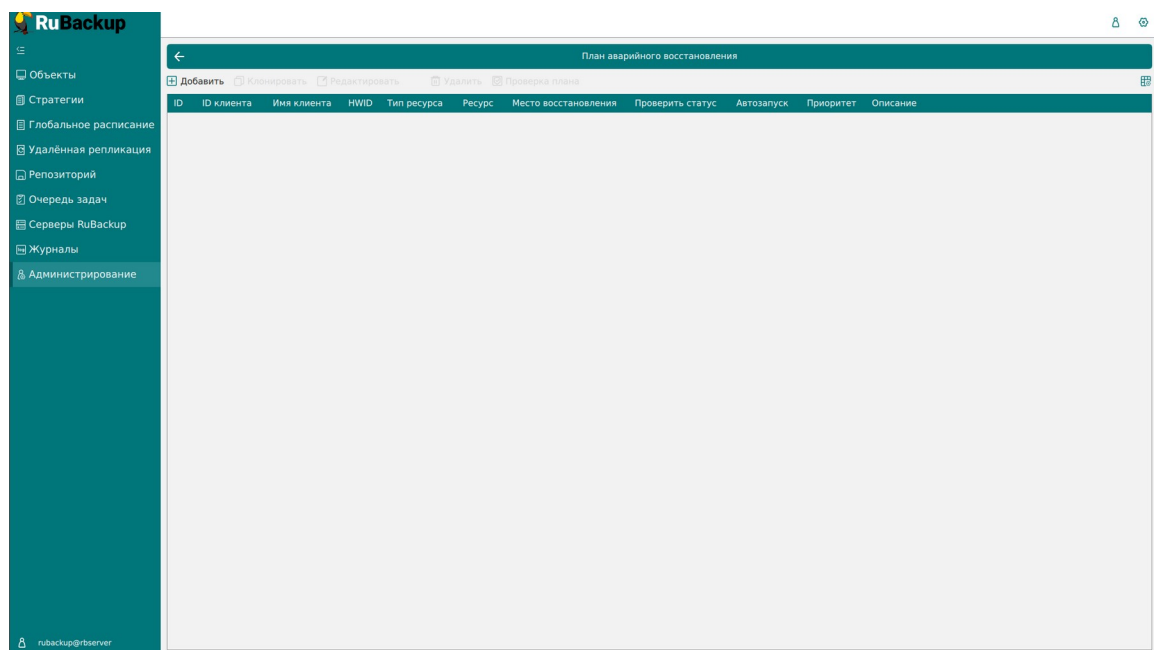 RuBackup
План аварийного восстановления
Добавить Клонировать Редактировать Удалить Проверка плана
ID ID клиента Имя клиента HWID Тип ресурса Ресурс Место восстановления Проверить статус Автозапуск Приоритет Описание
Объекты
Стратегии
Глобальное расписание
Удалённая репликация
Репозиторий
Очередь задач
Серверы RuBackup
Журналы
Администрирование
rubackup@rbserver